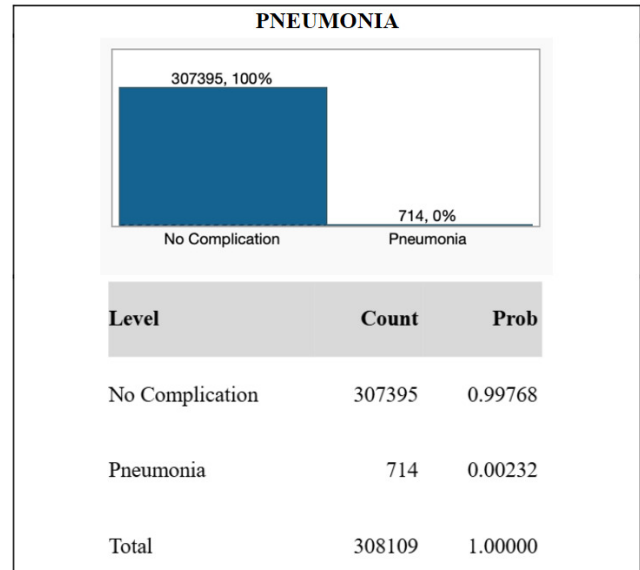 PNEUMONIA
307395, 100%
714, 0%
No Complication Pneumonia
Level Count Prob
No Complication 307395 0.99768
Pneumonia 714 0.00232
Total 308109 1.00000